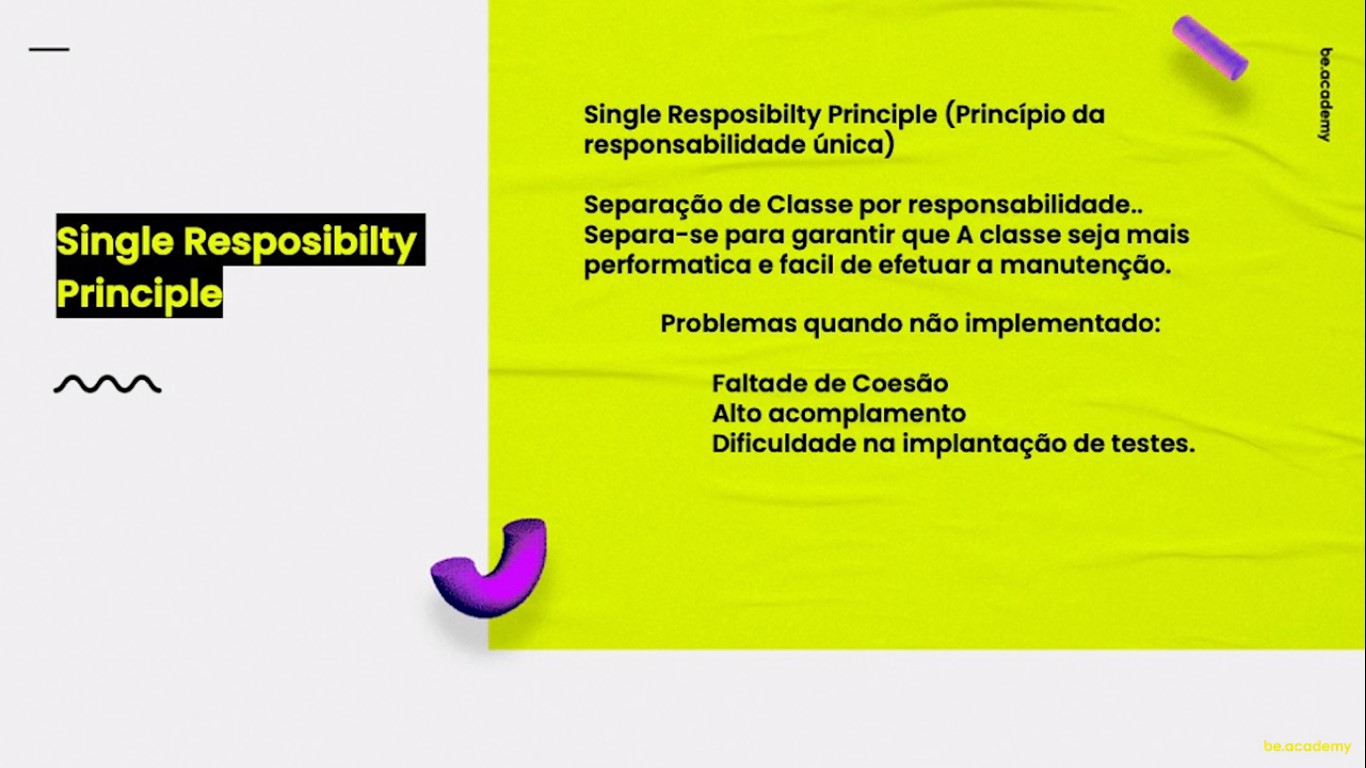 Single Resposibilty
Principle
Single Resposibilty Principle (Princípio da
responsabilidade única)
Separação de Classe por responsabilidade..
Separa-se para garantir que A classe seja mais
performatica e facil de efetuar a manutenção.
Problemas quando não implementado:
Faltade de Coesão
Alto acomplamento
Dificuldade na implantação de testes.
be.academy
be.academy